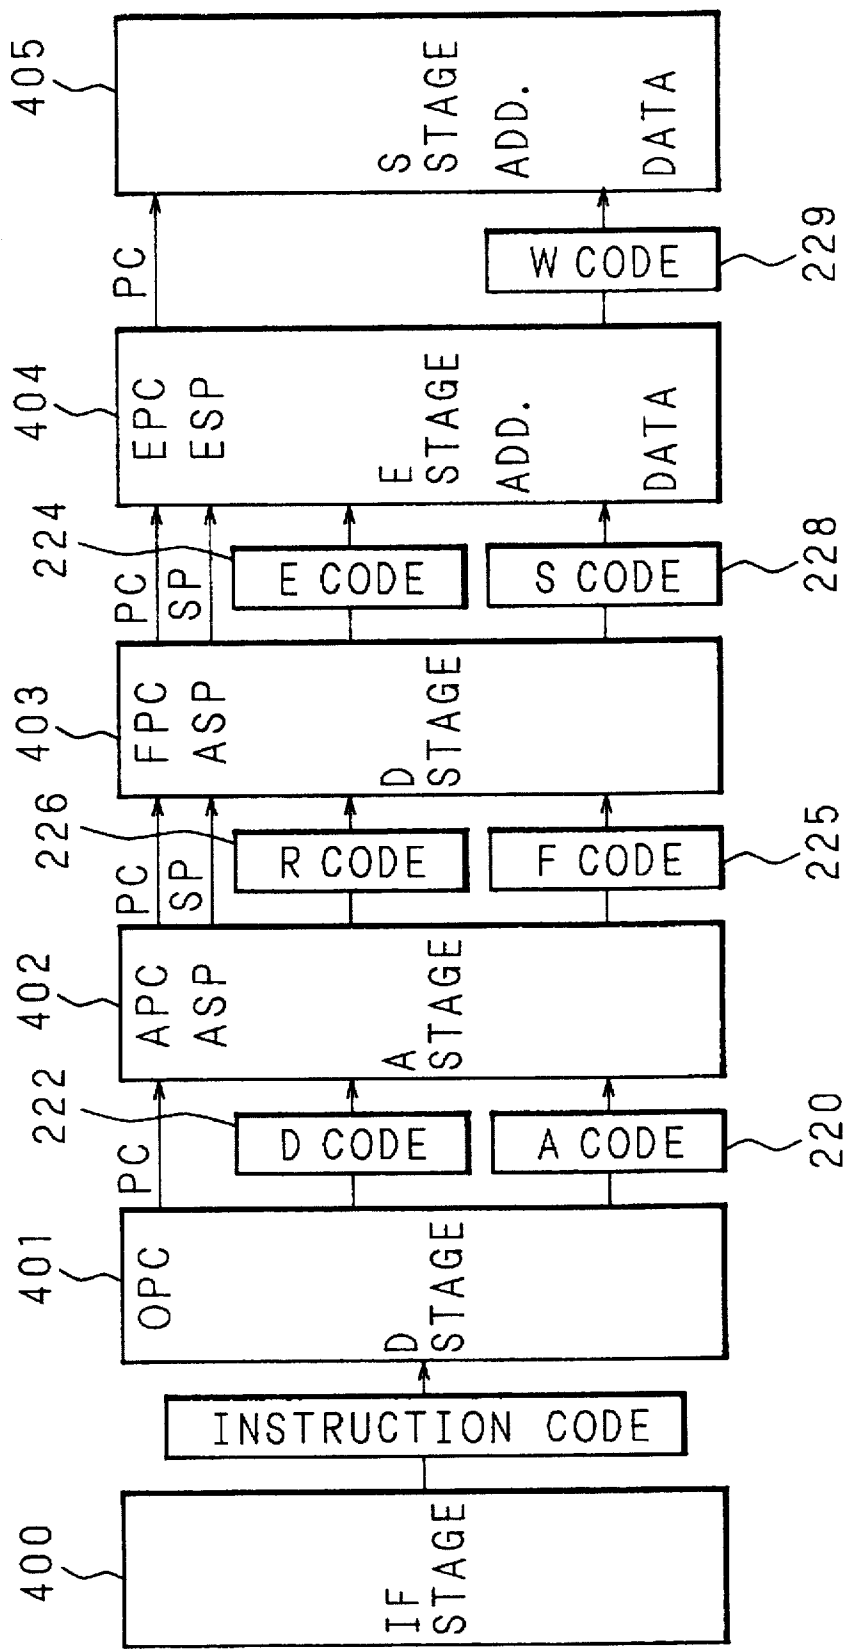 400
IF
STAGE
INSTRUCTION CODE
401
OPC
D
STAGE
PC
222
D CODE
A CODE
220
402
APC
ASP
A
STAGE
PC
SP
226
R CODE
F CODE
225
403
FPC
ASP
D
STAGE
PC
SP
224
E CODE
S CODE
228
404
EPC
ESP
E
STAGE
ADD.
DATA
PC
W CODE
229
405
S
STAGE
ADD.
DATA